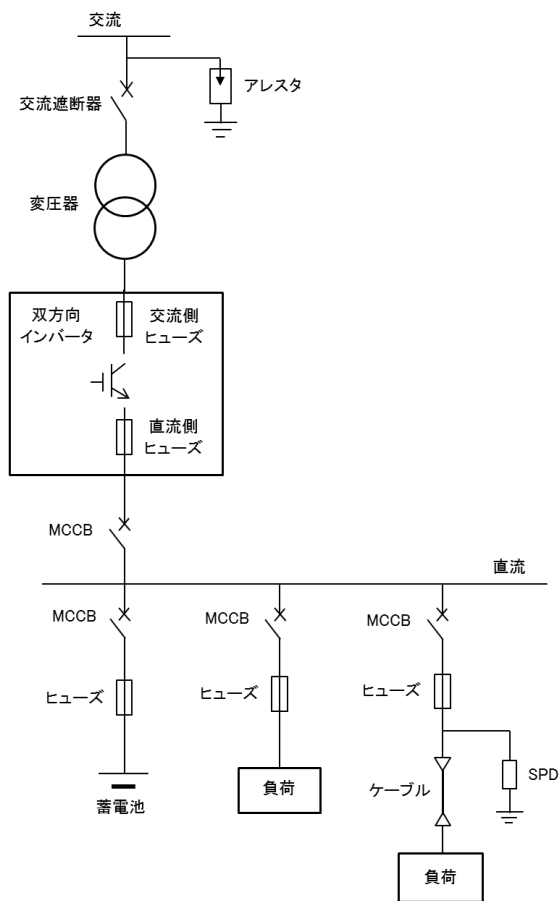 交流
アレスタ
交流遮断器
変圧器
双方向
インバータ
交流側
ヒューズ
直流側
ヒューズ
MCCB
直流
MCCB
MCCB
MCCB
ヒューズ
ヒューズ
ヒューズ
蓄電池
負荷
ケーブル
SPD
負荷